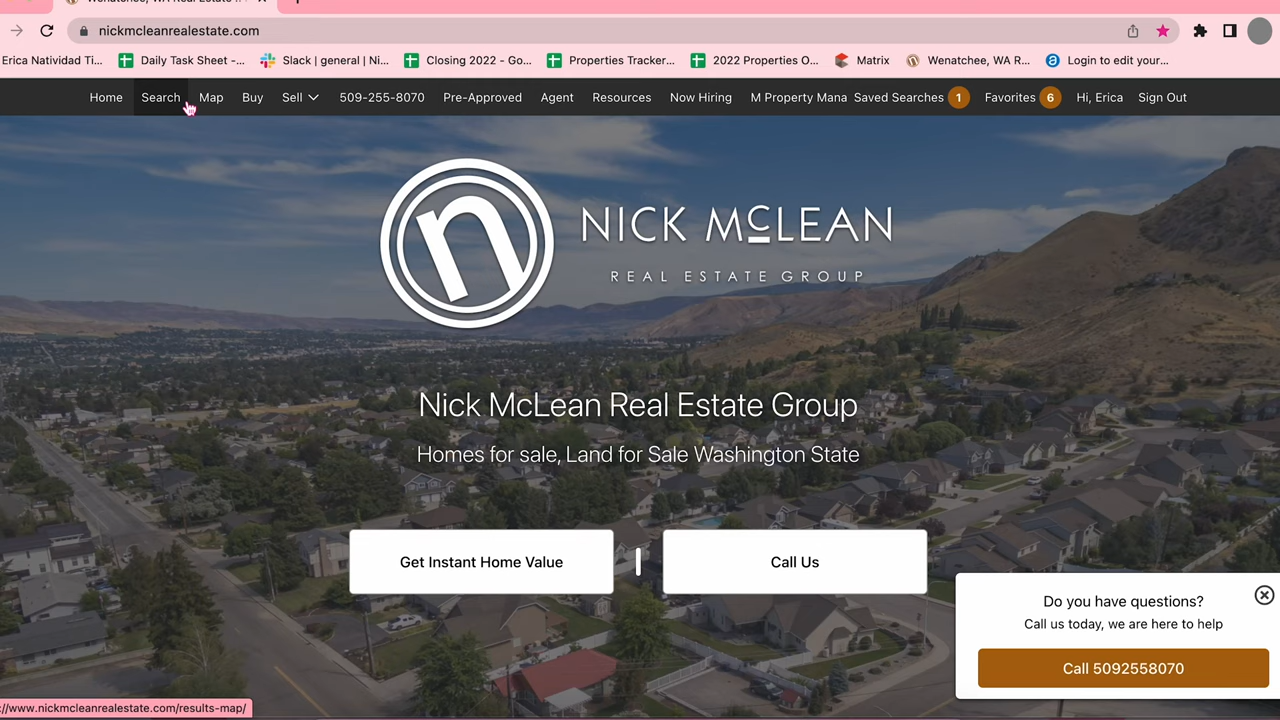 Wenatchee, WA Real Estate
nickmcleanrealestate.com
Erica Natividad Ti...
Daily Task Sheet -...
Slack | general | Ni...
Closing 2022 - Go...
Properties Tracker...
2022 Properties O...
Matrix
Wenatchee, WA R...
Login to edit your...
Home Search Map Buy Sell 509-255-8070 Pre-Approved Agent Resources Now Hiring M Property Mana Saved Searches 1 Favorites 6 Hi, Erica Sign Out
n
NICK McLEAN
REAL ESTATE GROUP
Nick McLean Real Estate Group
Homes for sale, Land for Sale Washington State
Get Instant Home Value
Call Us
Do you have questions?
Call us today, we are here to help
Call 5092558070
://www.nickmcleanrealestate.com/results-map/